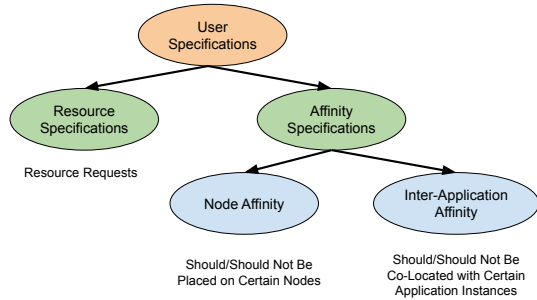 User
Specifications
Resource
Specifications
Affinity
Specifications
Resource Requests
Node Affinity
Inter-Application
Affinity
Should/Should Not Be
Placed on Certain Nodes
Should/Should Not Be
Co-Located with Certain
Application Instances